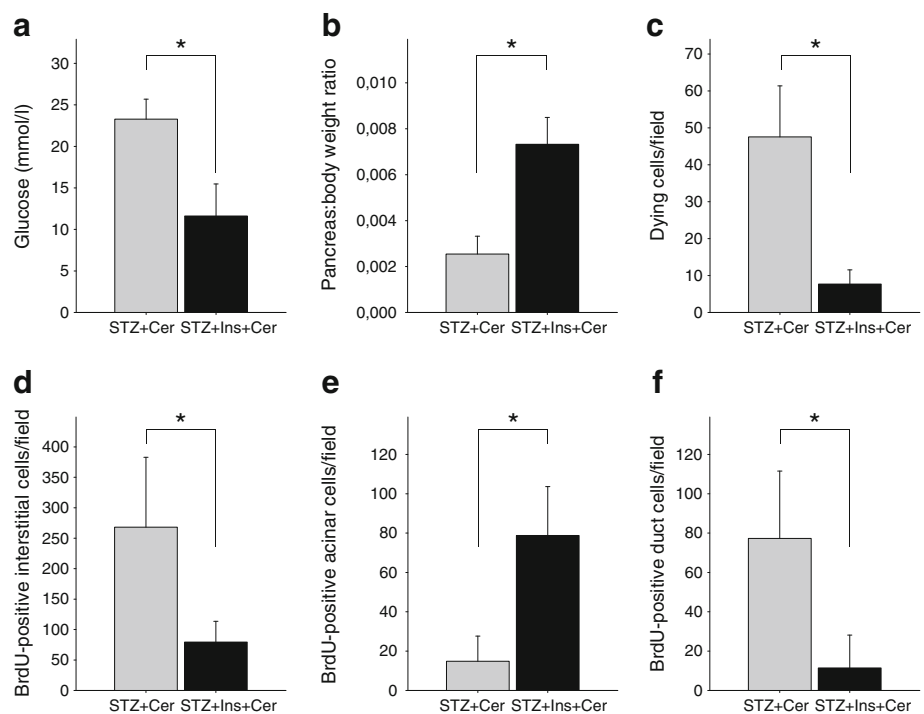 a
Glucose (mmol/l)
30
25
20
15
10
5
0
*
STZ+Cer STZ+Ins+Cer
b
Pancreas:body weight ratio
0,010
0,008
0,006
0,004
0,002
0,000
*
STZ+Cer STZ+Ins+Cer
c
Dying cells/field
70
60
50
40
30
20
10
0
*
STZ+Cer STZ+Ins+Cer
d
BrdU-positive interstitial cells/field
400
350
300
250
200
150
100
50
0
*
STZ+Cer STZ+Ins+Cer
e
BrdU-positive acinar cells/field
120
100
80
60
40
20
0
*
STZ+Cer STZ+Ins+Cer
f
BrdU-positive duct cells/field
120
100
80
60
40
20
0
*
STZ+Cer STZ+Ins+Cer